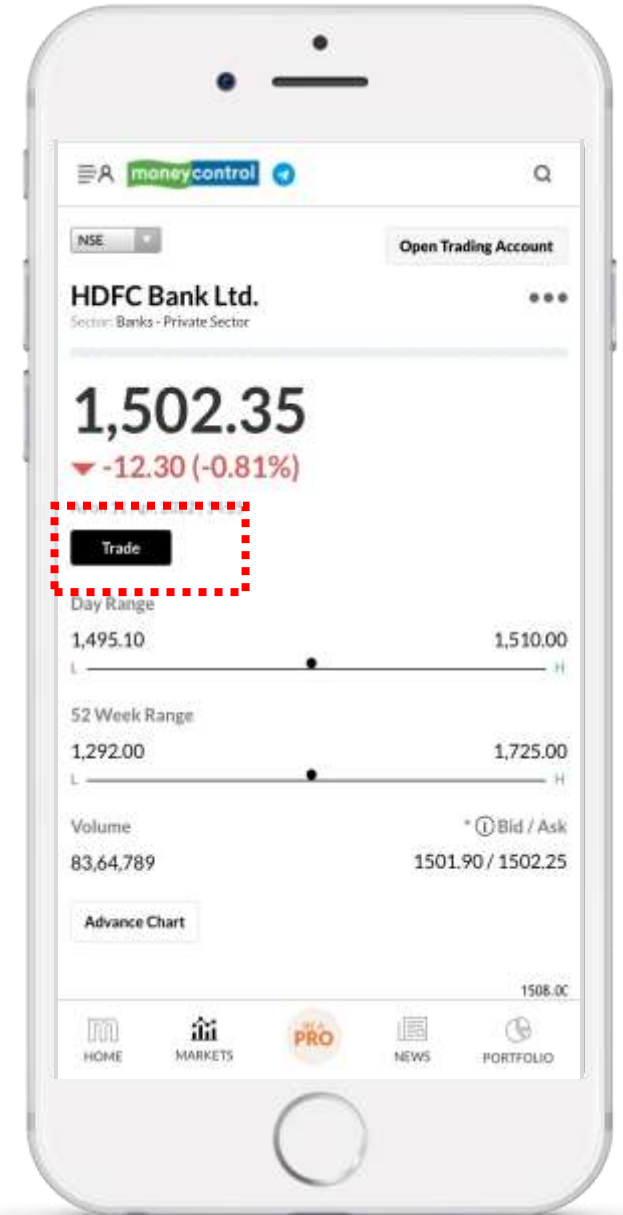 moneycontrol
NSE
Open Trading Account
HDFC Bank Ltd.
Sector: Banks - Private Sector
1,502.35
-12.30 (-0.81%)
Trade
Day Range
1,495.10 1,510.00
L H
52 Week Range
1,292.00 1,725.00
L H
Volume * i Bid / Ask
83,64,789 1501.90 / 1502.25
Advance Chart
HOME MARKETS PRO NEWS PORTFOLIO